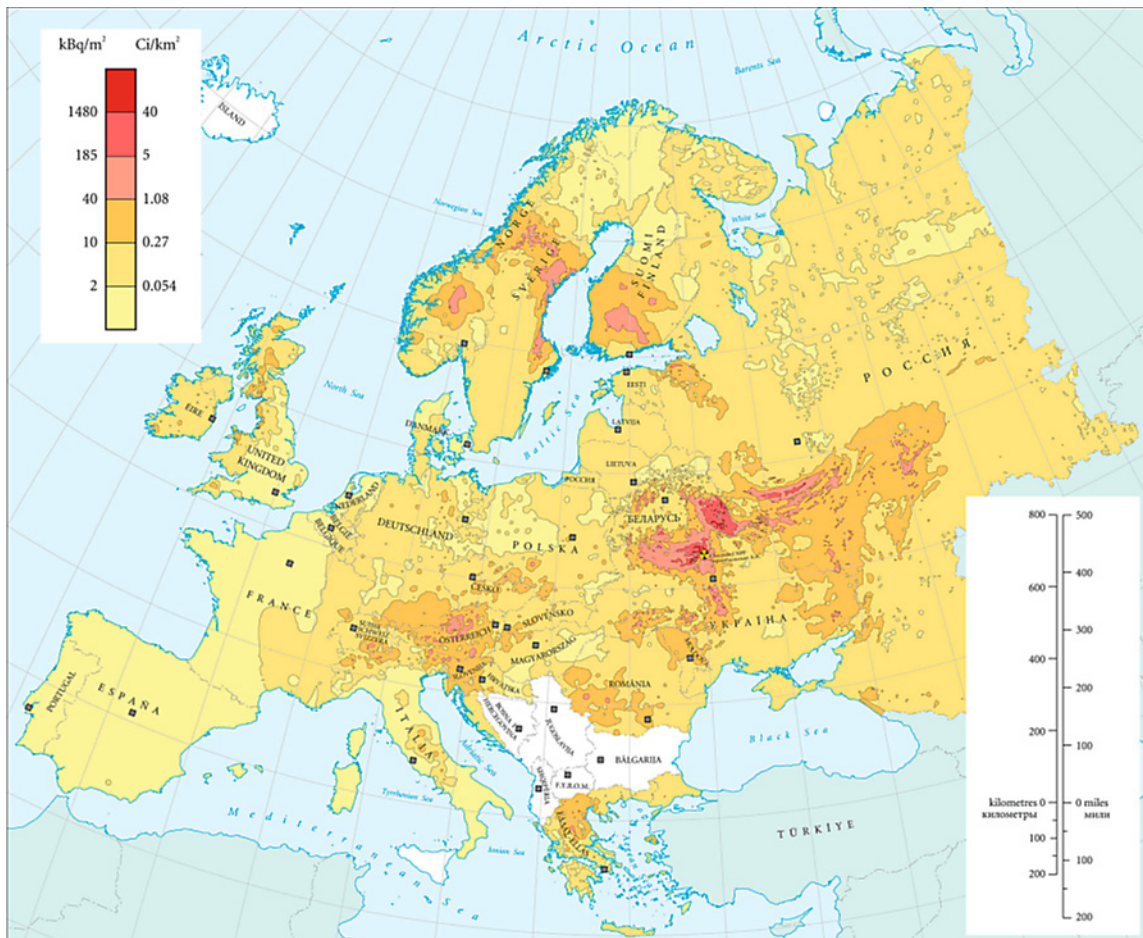 kBq/m² Ci/km²
1480 40
185 5
40 1.08
10 0.27
2 0.054
Arctic Ocean
Barents Sea
ISLAND
Norwegian Sea
White Sea
NORGE
SVERIGE
SUOMI
FINLAND
РОССИЯ
North Sea
EESTI
EIRE
DANMARK
Baltic Sea
LATVIJA
UNITED
KINGDOM
LIETUVA
РОССИЯ
NEDERLAND
БЕЛАРУСЬ
BELGIË
BELGIQUE
DEUTSCHLAND
POLSKA
ČESKO
FRANCE
SLOVENSKO
УКРАЇНА
SUISSE
SCHWEIZ
SVIZZERA
ÖSTERREICH
MAGYARORSZÁG
SLOVENIJA
HRVATSKA
ROMÂNIA
PORTUGAL
ESPAÑA
ITALIA
BOSNA I
HERCEGOVINA
JUGOSLAVIJA
Adriatic Sea
Black Sea
BĂLGARIJA
F.Y.R.O.M.
SHQIPERIA
Tyrrhenian Sea
Mediterranean Sea
Ionian Sea
TÜRKİYE
800 500
400
600
300
400
200
200
100
kilometres 0 0 miles
километры мили
100
100
200
200